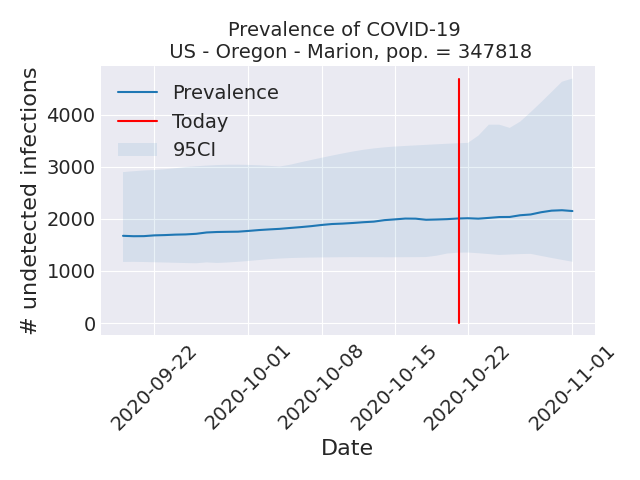 Prevalence of COVID-19
US - Oregon - Marion, pop. = 347818
Prevalence
Today
95CI
# undetected infections
4000
3000
2000
1000
0
2020-09-22
2020-10-01
2020-10-08
2020-10-15
2020-10-22
2020-11-01
Date